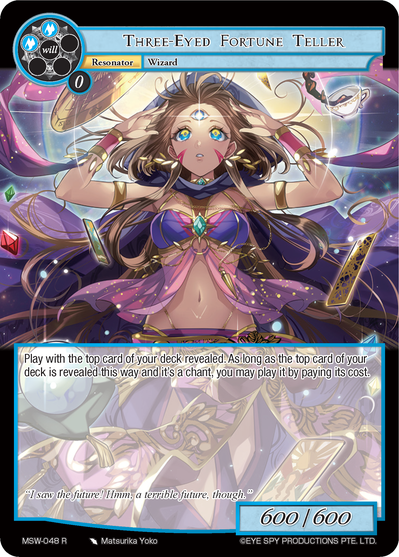 THREE-EYED FORTUNE TELLER
will
Resonator Wizard
0
Play with the top card of your deck revealed. As long as the top card of your
deck is revealed this way and it's a chant, you may play it by paying its cost.
"I saw the future! Hmm, a terrible future, though."
600/600
MSW-048 R Matsurika Yoko ©EYE SPY PRODUCTIONS PTE. LTD.